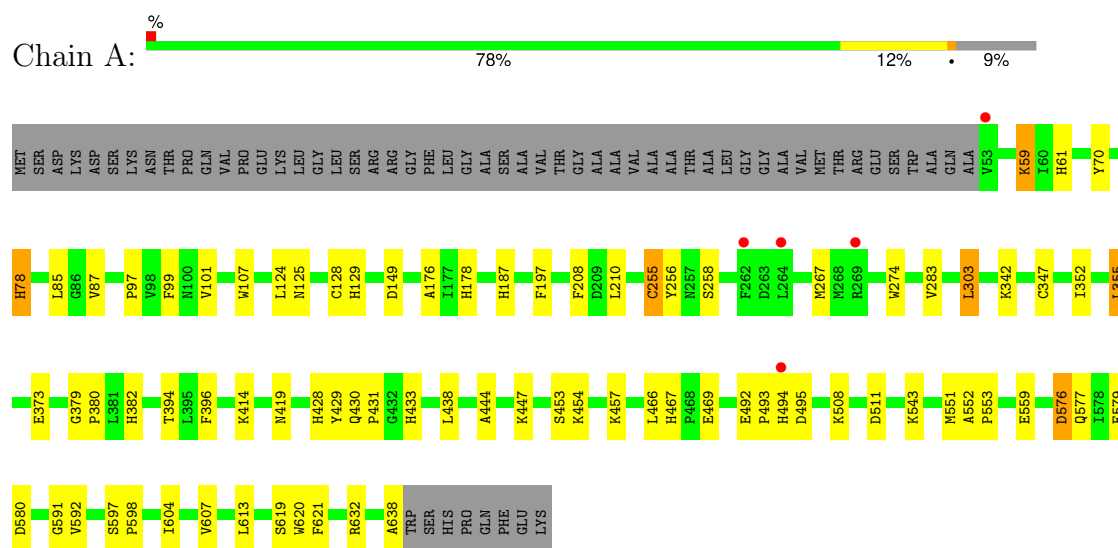 %
Chain A:
78% 12% • 9%
MET SER ASP LYS ASP SER LYS ASN THR PRO GLN VAL PRO GLU LYS LEU GLY LEU SER ARG ARG GLY PHE LEU GLY ALA SER ALA VAL THR GLY ALA ALA VAL ALA ALA THR ALA LEU GLY GLY ALA VAL MET THR ARG GLU SER TRP ALA GLN ALA V53 K59 I60 H61 Y70
H78 L85 G86 V87 P97 V98 F99 N100 V101 W107 L124 N125 C128 H129 D149 A176 I177 H178 H187 F197 F208 D209 L210 C255 Y256 N257 S258 F262 D263 L264 M267 M268 R269 W274 V283 L303 K342 C347 I352 L355
E373 G379 P380 L381 H382 T394 L395 F396 K414 N419 H428 Y429 Q430 P431 G432 H433 L438 A444 K447 S453 K454 K457 L466 H467 P468 E469 E492 P493 H494 D495 K508 D511 K543 M551 A552 P553 E559 D576 Q577 I578 E579
D580 G591 V592 S597 P598 I604 V607 L613 S619 W620 F621 R632 A638 TRP SER HIS PRO GLN PHE GLU LYS